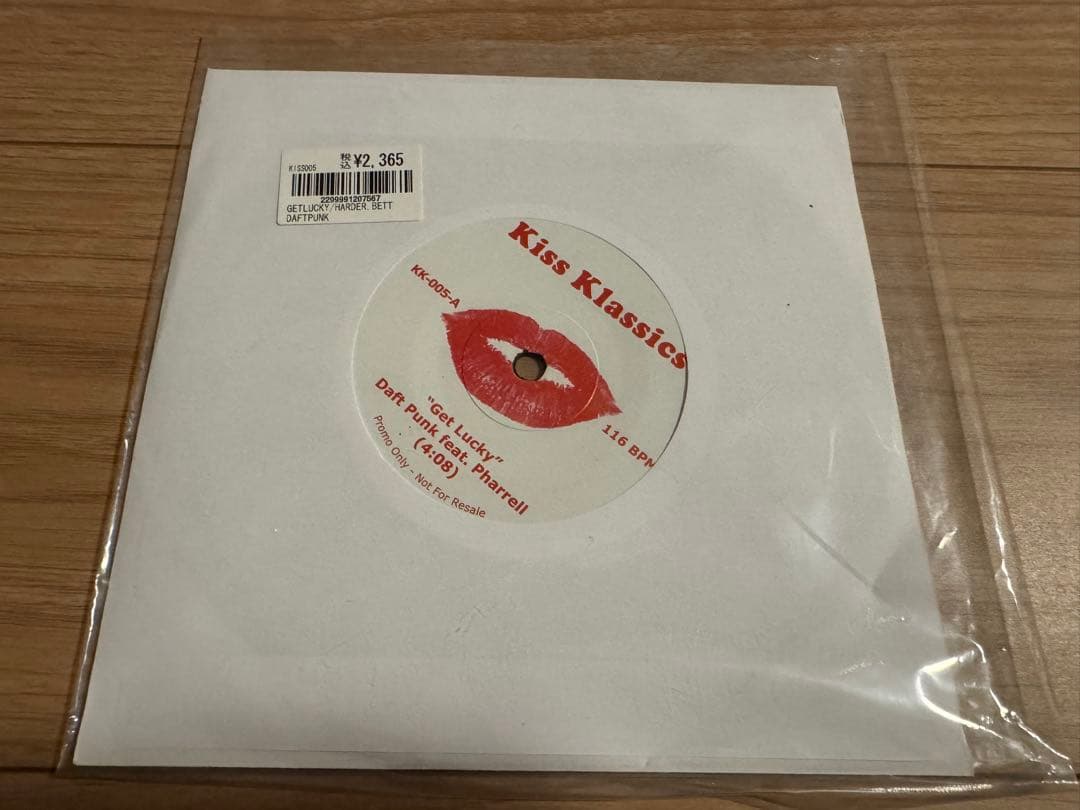 KISS005 税込 ¥2,365
2209991207567
GETLUCKY/HARDER.BETT
DAFTPUNK
Kiss Klassics
KK-005-A
116 BPM
"Get Lucky"
Daft Punk feat. Pharrell
(4:08)
Promo Only - Not For Resale